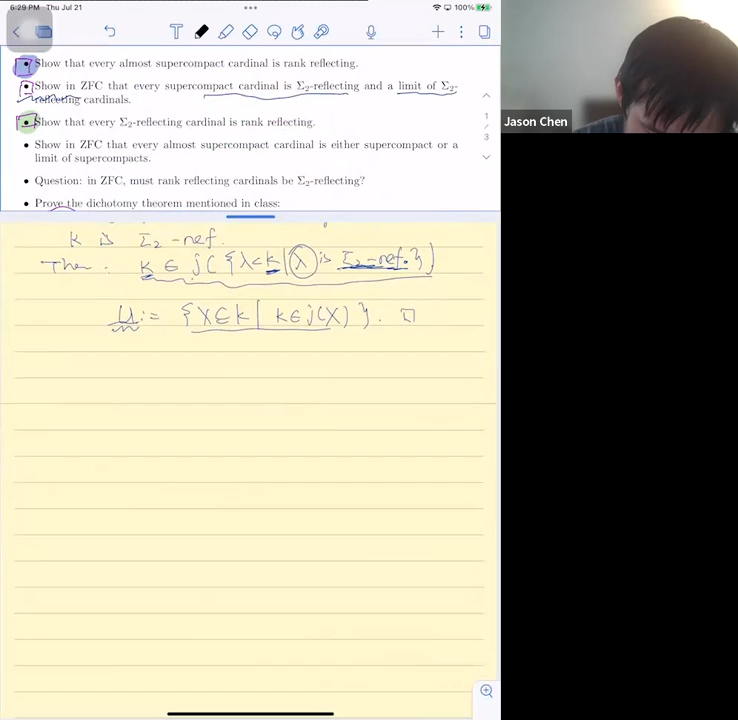 6:29 PM Thu Jul 21
100%
Show that every almost supercompact cardinal is rank reflecting.
Show in ZFC that every supercompact cardinal is Σ₂-reflecting and a limit of Σ₂-
reflecting cardinals.
Show that every Σ₂-reflecting cardinal is rank reflecting.
• Show in ZFC that every almost supercompact cardinal is either supercompact or a
limit of supercompacts.
• Question: in ZFC, must rank reflecting cardinals be Σ₂-reflecting?
• Prove the dichotomy theorem mentioned in class:
1
/
3
Jason Chen
K is Σ₂-ref.
Then. K ∈ j({λ<k | λ is Σ₂-ref.})
U := {X⊆k | k∈j(X)}. □